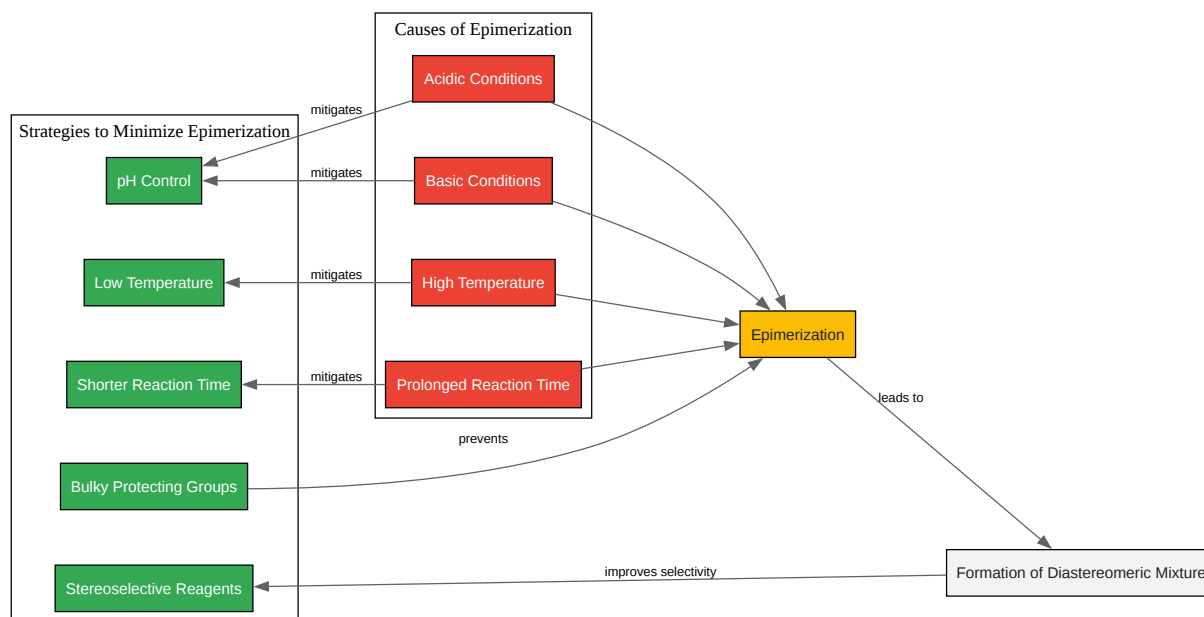 Causes of Epimerization
Acidic Conditions
mitigates
Strategies to Minimize Epimerization
pH Control
mitigates
Basic Conditions
Low Temperature
mitigates
High Temperature
Epimerization
Shorter Reaction Time
mitigates
Prolonged Reaction Time
leads to
prevents
Bulky Protecting Groups
Stereoselective Reagents
improves selectivity
Formation of Diastereomeric Mixture